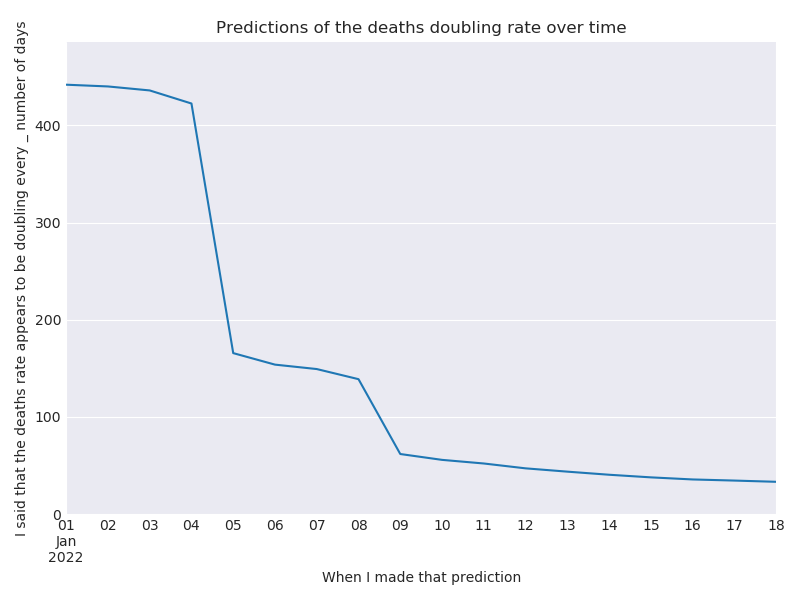 Predictions of the deaths doubling rate over time
I said that the deaths rate appears to be doubling every _ number of days
400
300
200
100
0
01 02 03 04 05 06 07 08 09 10 11 12 13 14 15 16 17 18
Jan
2022
When I made that prediction